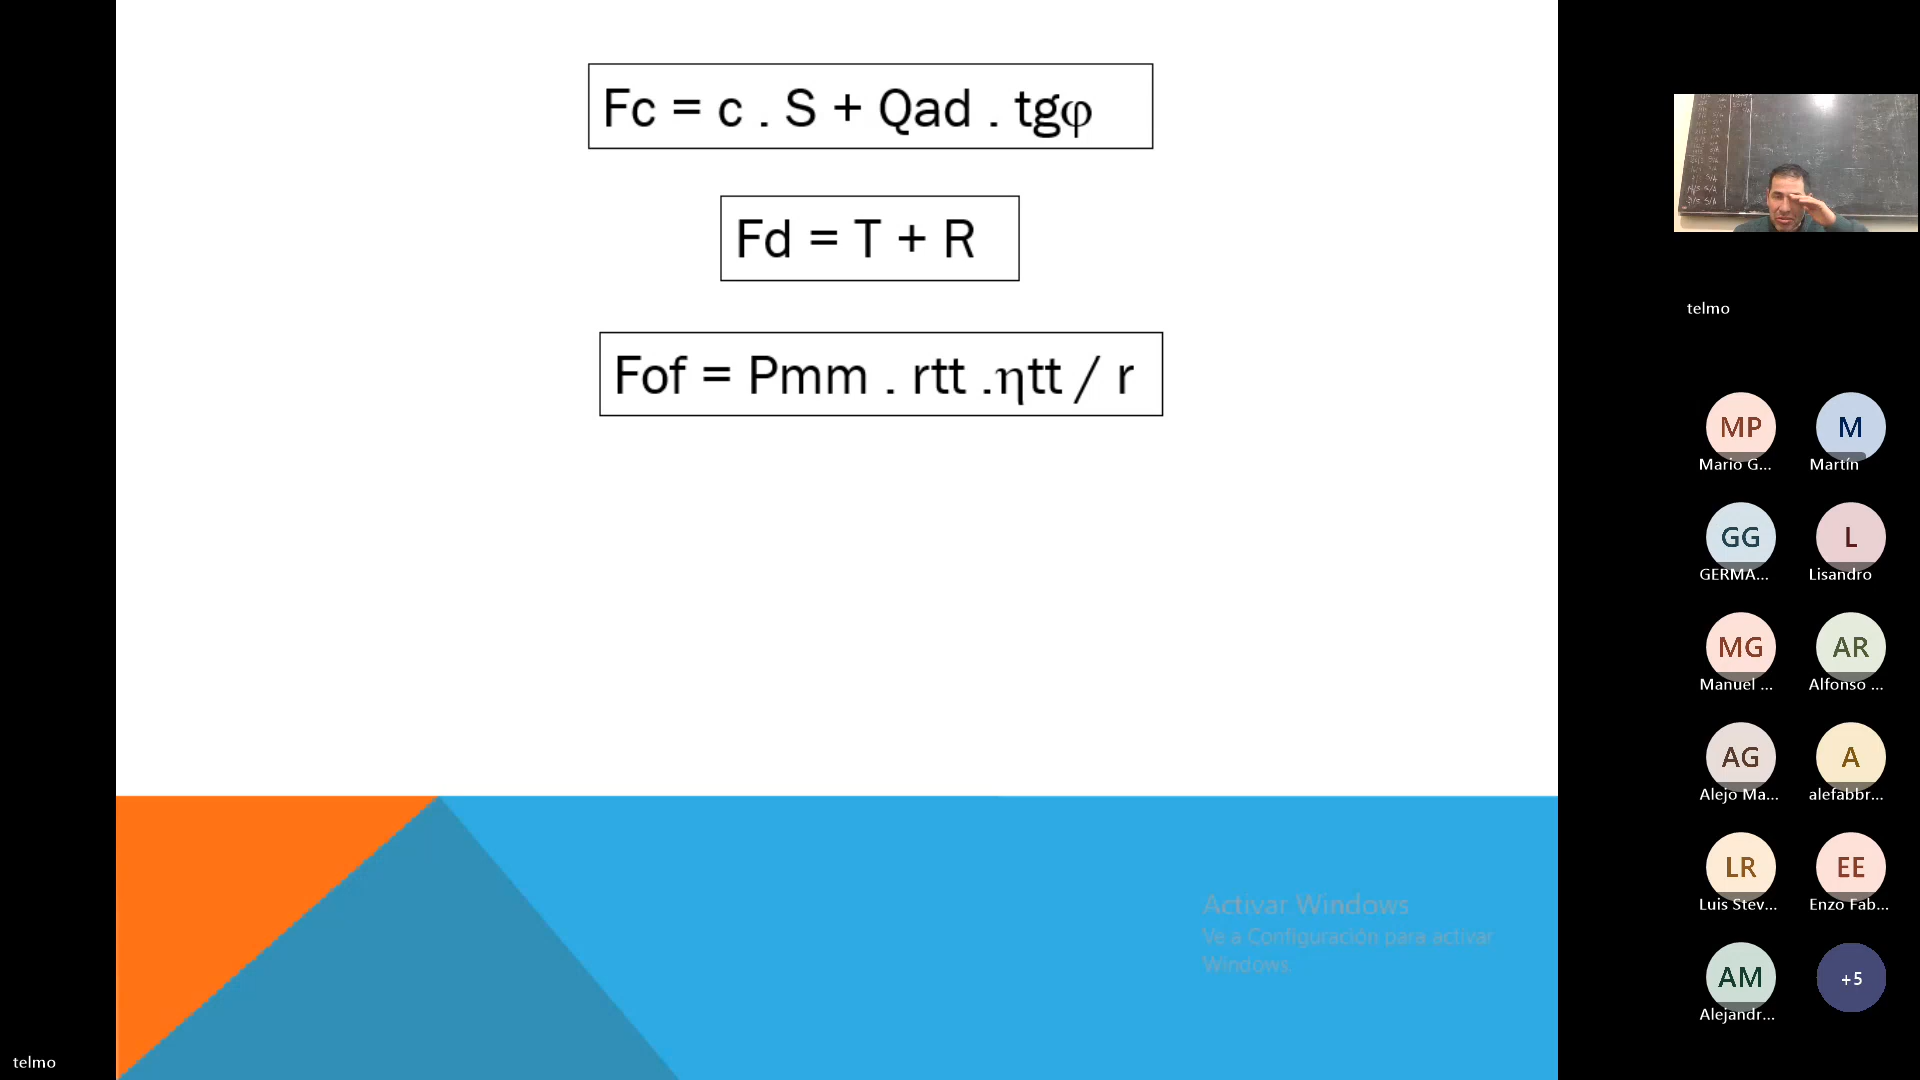 Fc = c . S + Qad . tgφ
Fd = T + R
Fof = Pmm . rtt .ηtt / r
Activar Windows
Ve a Configuración para activar
Windows.
telmo
telmo
MP
M
Mario G...
Martín
GG
L
GERMA...
Lisandro
MG
AR
Manuel ...
Alfonso ...
AG
A
Alejo Ma...
alefabbr...
LR
EE
Luis Stev...
Enzo Fab...
AM
+5
Alejandr...